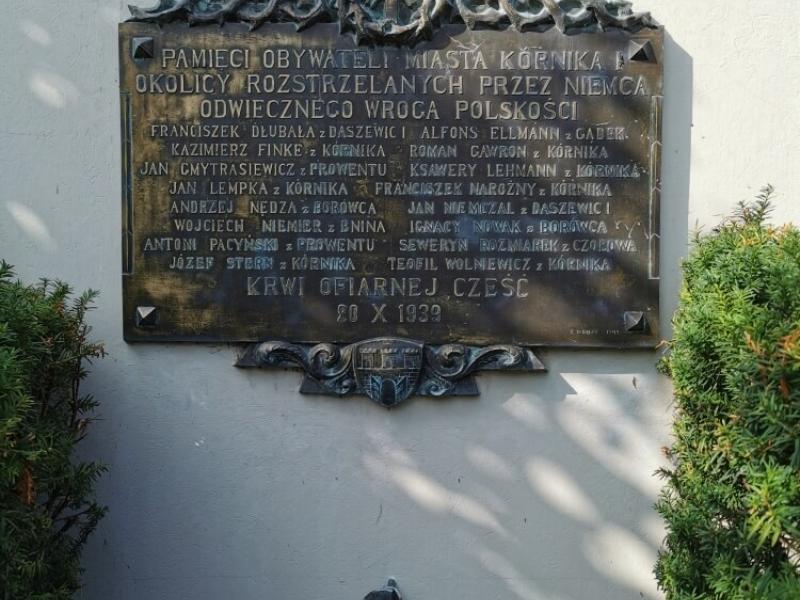 PAMIĘCI OBYWATELI MIASTA KÓRNIKA I
OKOLICY ROZSTRZELANYCH PRZEZ NIEMCA
ODWIECZNEGO WROGA POLSKOŚCI
FRANCISZEK DŁUBAŁA z DASZEWIC I ALFONS ELLMANN z GĄDEK
KAZIMIERZ FINKE z KÓRNIKA ROMAN GAWRON z KÓRNIKA
JAN GMYTRASIEWICZ z PROWENTU KSAWERY LEHMANN z KÓRNIKA
JAN LEMPKA z KÓRNIKA FRANCISZEK NAROŻNY z KÓRNIKA
ANDRZEJ NĘDZA z BORÓWCA JAN NIEMCZAL z DASZEWIC I
WOJCIECH NIEMIER z BNINA IGNACY NOWAK z BORÓWCA
ANTONI PACYŃSKI z PROWENTU SEWERYN ROZMIAREK z CZOŁOWA
JÓZEF STERN z KÓRNIKA TEOFIL WOLNIEWICZ z KÓRNIKA
KRWI OFIARNEJ CZEŚĆ
20 X 1939